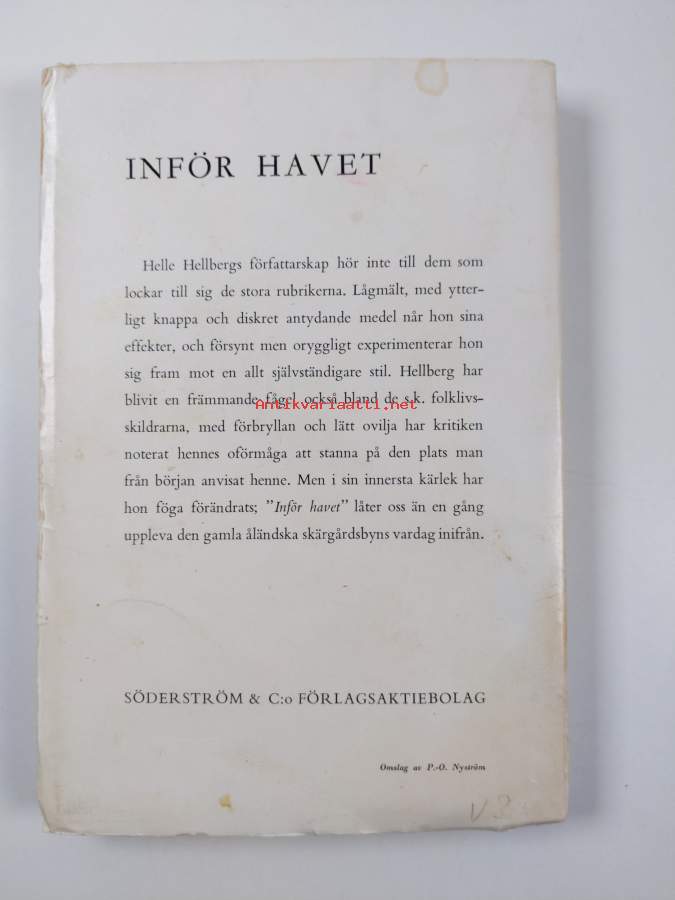 INFÖR HAVET
Helle Hellbergs författarskap hör inte till dem som
lockar till sig de stora rubrikerna. Lågmält, med ytter-
ligt knappa och diskret antydande medel når hon sina
effekter, och försynt men oryggligt experimenterar hon
sig fram mot en allt självständigare stil. Hellberg har
blivit en främmande fågel också bland de s.k. folklivs-
Antikvariaatti.net
skildrarna, med förbryllan och lätt ovilja har kritiken
noterat hennes oförmåga att stanna på den plats man
från början anvisat henne. Men i sin innersta kärlek har
hon föga förändrats; ”Inför havet” låter oss än en gång
uppleva den gamla åländska skärgårdsbyns vardag inifrån.
SÖDERSTRÖM & C:o FÖRLAGSAKTIEBOLAG
Omslag av P.-O. Nyström